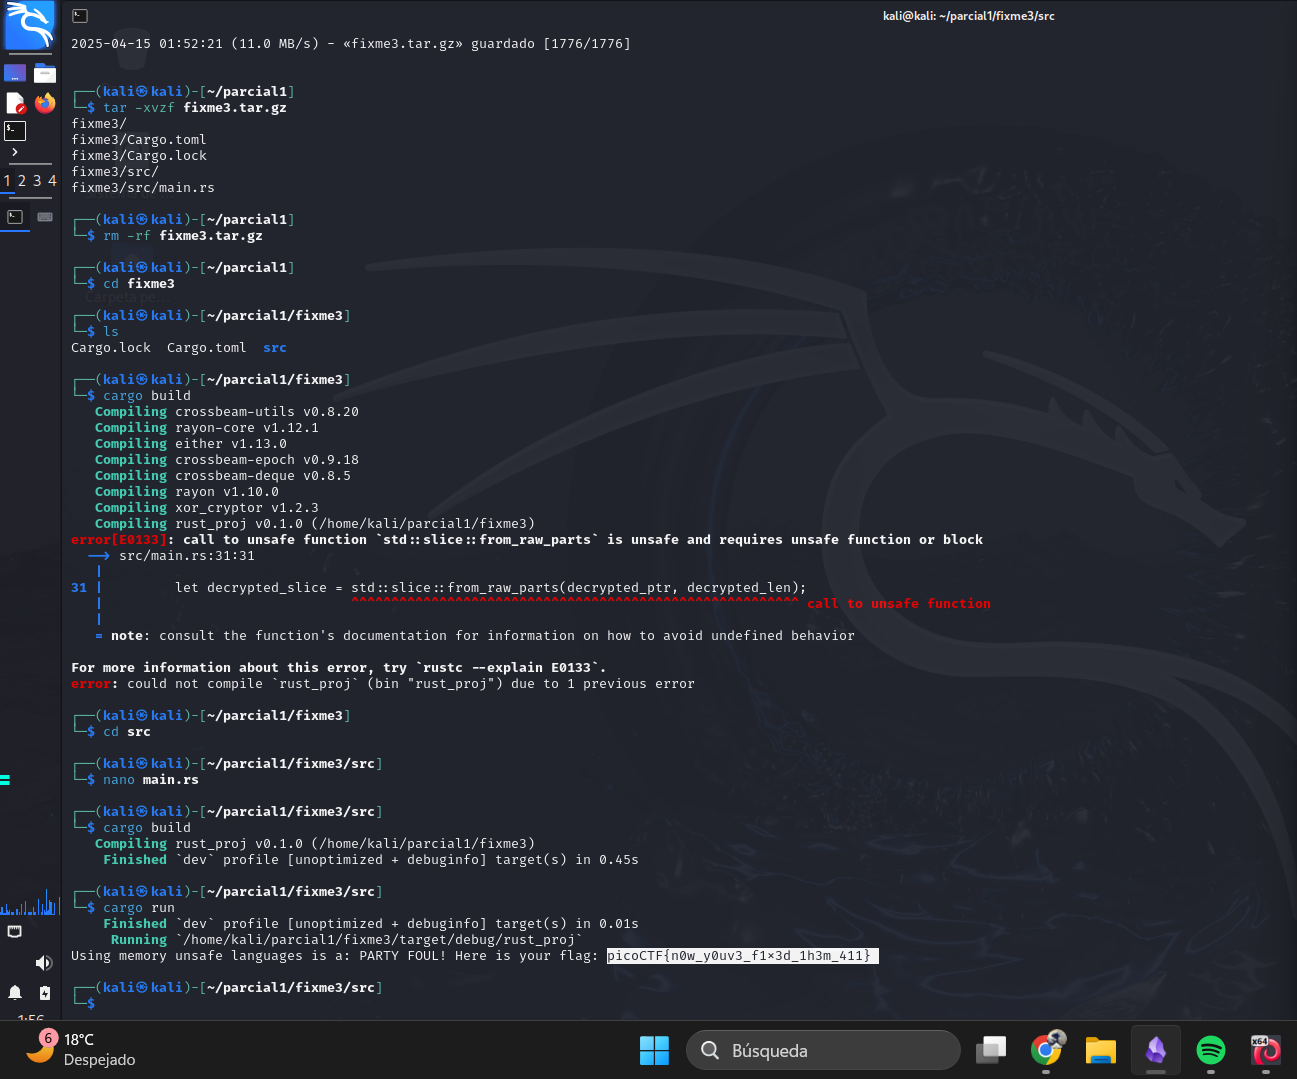 kali@kali: ~/parcial1/fixme3/src
2025-04-15 01:52:21 (11.0 MB/s) - «fixme3.tar.gz» guardado [1776/1776]
┌──(kali㉿kali)-[~/parcial1]
└─$ tar -xvzf fixme3.tar.gz
fixme3/
fixme3/Cargo.toml
fixme3/Cargo.lock
fixme3/src/
fixme3/src/main.rs
┌──(kali㉿kali)-[~/parcial1]
└─$ rm -rf fixme3.tar.gz
┌──(kali㉿kali)-[~/parcial1]
└─$ cd fixme3
Carpeta pe...
┌──(kali㉿kali)-[~/parcial1/fixme3]
└─$ ls
Cargo.lock  Cargo.toml  src
┌──(kali㉿kali)-[~/parcial1/fixme3]
└─$ cargo build
   Compiling crossbeam-utils v0.8.20
   Compiling rayon-core v1.12.1
   Compiling either v1.13.0
   Compiling crossbeam-epoch v0.9.18
   Compiling crossbeam-deque v0.8.5
   Compiling rayon v1.10.0
   Compiling xor_cryptor v1.2.3
   Compiling rust_proj v0.1.0 (/home/kali/parcial1/fixme3)
error[E0133]: call to unsafe function `std::slice::from_raw_parts` is unsafe and requires unsafe function or block
  --> src/main.rs:31:31
   |
31 |         let decrypted_slice = std::slice::from_raw_parts(decrypted_ptr, decrypted_len);
   |                               ^^^^^^^^^^^^^^^^^^^^^^^^^^^^^^^^^^^^^^^^^^^^^^^^^^^^^^^^ call to unsafe function
   |
   = note: consult the function's documentation for information on how to avoid undefined behavior
For more information about this error, try `rustc --explain E0133`.
error: could not compile `rust_proj` (bin "rust_proj") due to 1 previous error
┌──(kali㉿kali)-[~/parcial1/fixme3]
└─$ cd src
┌──(kali㉿kali)-[~/parcial1/fixme3/src]
└─$ nano main.rs
┌──(kali㉿kali)-[~/parcial1/fixme3/src]
└─$ cargo build
   Compiling rust_proj v0.1.0 (/home/kali/parcial1/fixme3)
    Finished `dev` profile [unoptimized + debuginfo] target(s) in 0.45s
┌──(kali㉿kali)-[~/parcial1/fixme3/src]
└─$ cargo run
    Finished `dev` profile [unoptimized + debuginfo] target(s) in 0.01s
     Running `/home/kali/parcial1/fixme3/target/debug/rust_proj`
Using memory unsafe languages is a: PARTY FOUL! Here is your flag: picoCTF{n0w_y0uv3_f1x3d_1h3m_411}
┌──(kali㉿kali)-[~/parcial1/fixme3/src]
└─$
1 2 3 4
1:56
6
18°C
Despejado
Búsqueda
x64